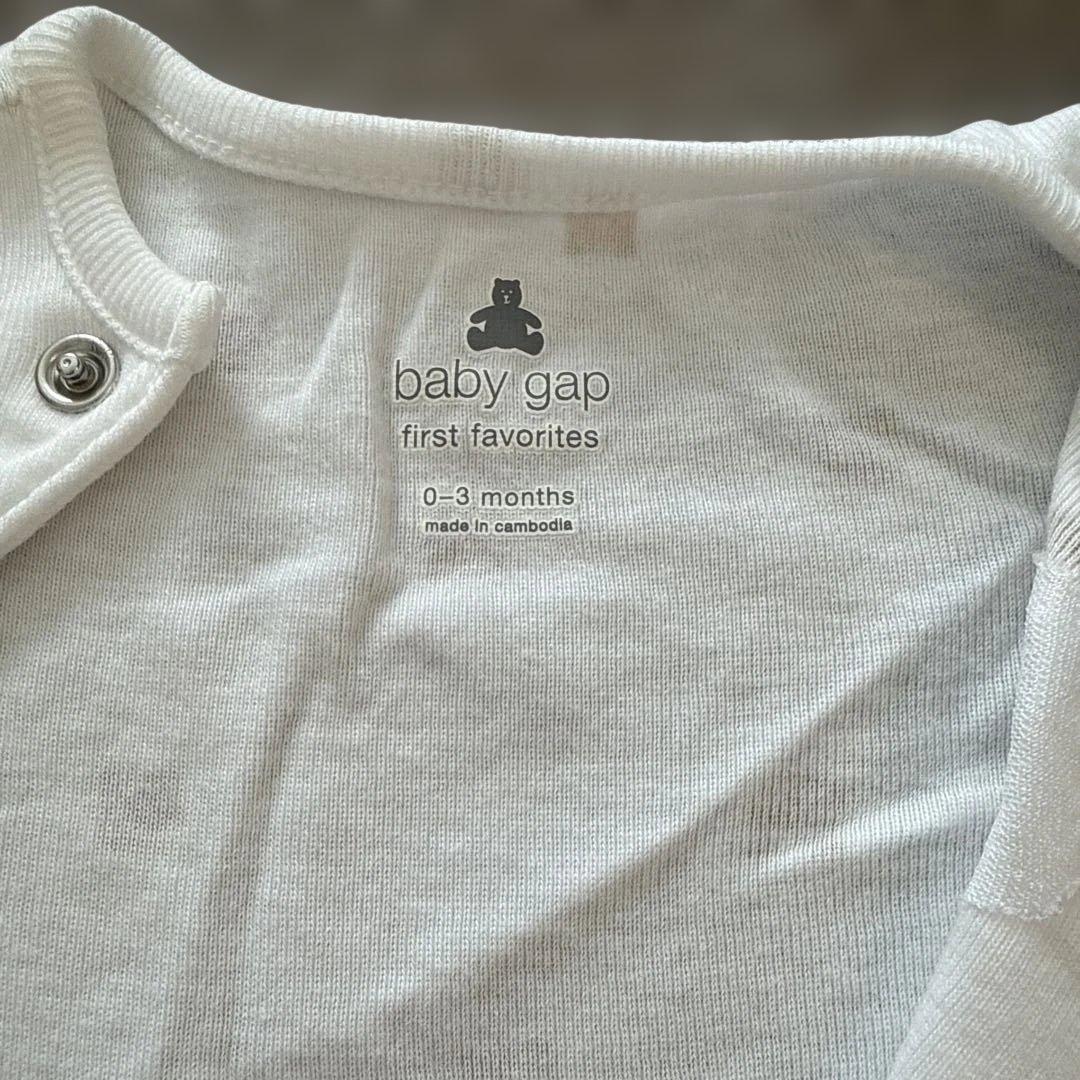 baby gap
first favorites
0–3 months
made in cambodia